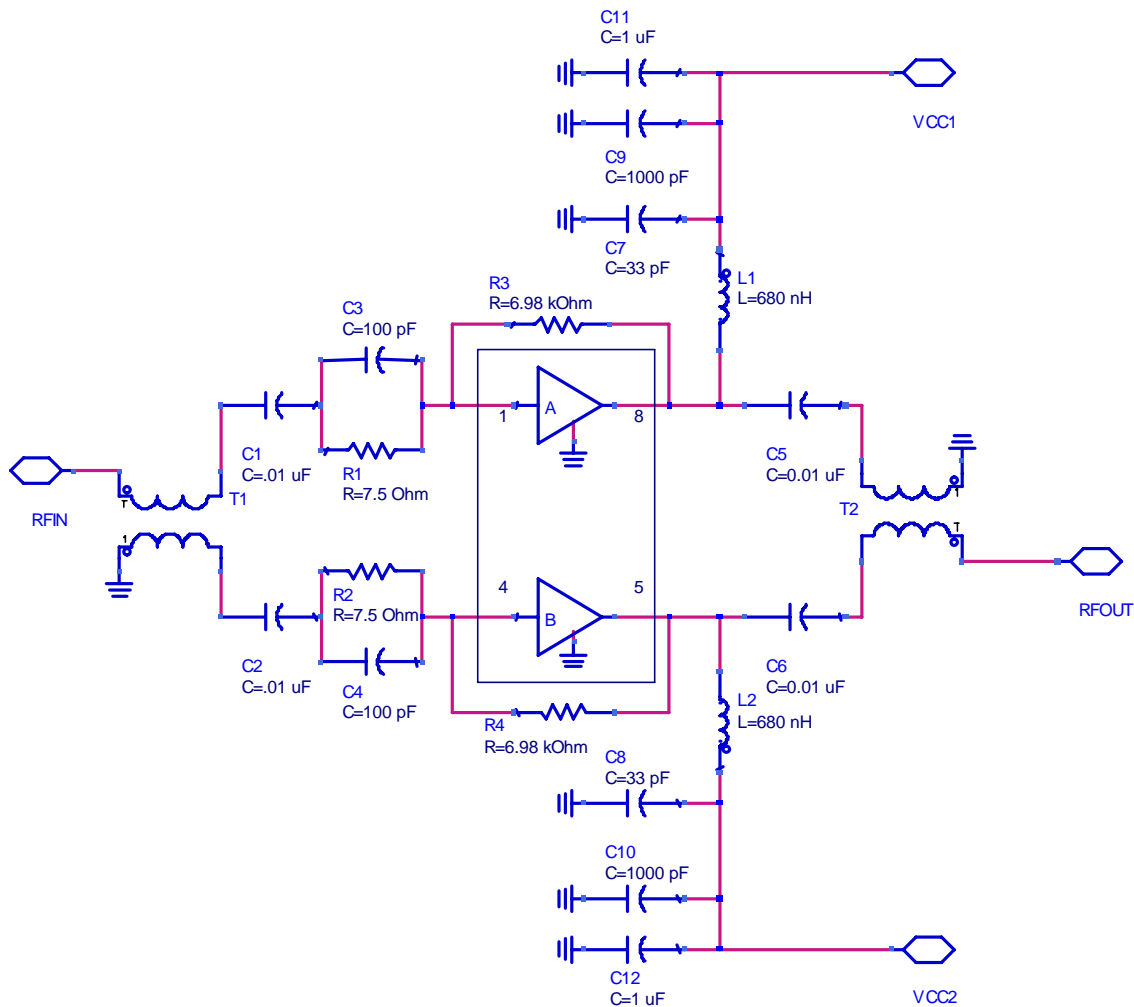 C11
C=1 uF
VCC1
C9
C=1000 pF
C7
C=33 pF
L1
L=680 nH
R3
R=6.98 kOhm
C3
C=100 pF
1
A
8
C1
C=.01 uF
R1
R=7.5 Ohm
C5
C=0.01 uF
RFIN
T
T1
1
T2
1
T
RFOUT
4
B
5
R2
R=7.5 Ohm
C2
C=.01 uF
C4
C=100 pF
C6
C=0.01 uF
R4
R=6.98 kOhm
L2
L=680 nH
C8
C=33 pF
C10
C=1000 pF
C12
C=1 uF
VCC2